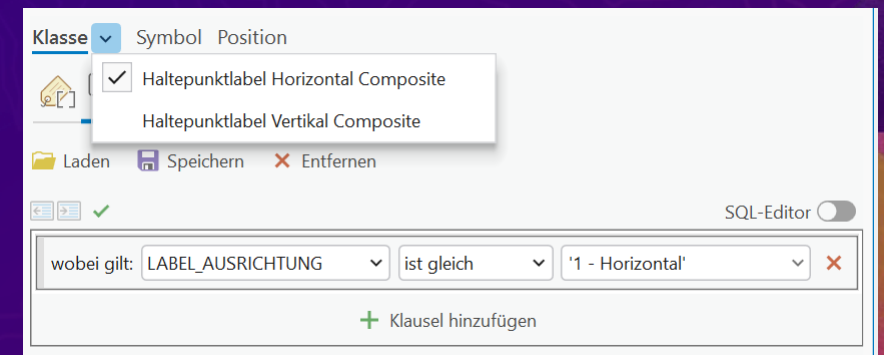 Klasse Symbol Position
Haltepunktlabel Horizontal Composite
Haltepunktlabel Vertikal Composite
Laden Speichern Entfernen
SQL-Editor
wobei gilt: LABEL_AUSRICHTUNG ist gleich '1 - Horizontal'
Klausel hinzufügen